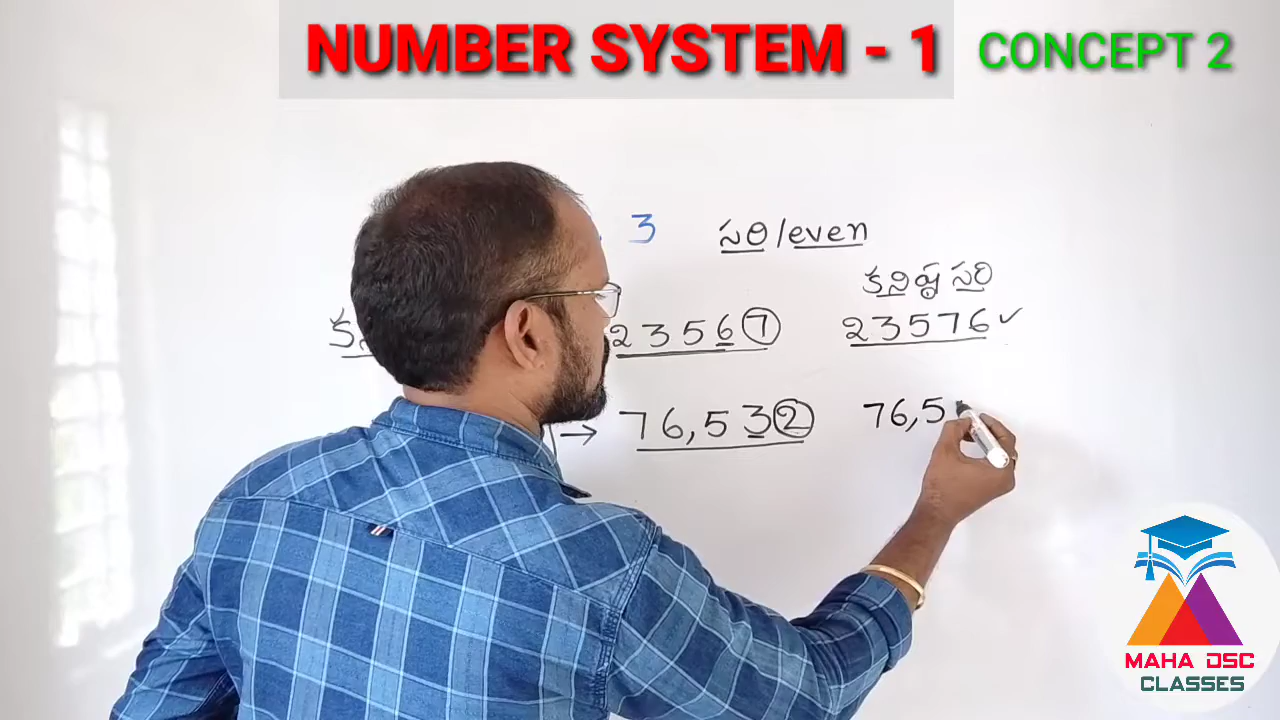 NUMBER SYSTEM - 1 CONCEPT 2
3 సరి/even
కనిష్ఠ సరి
23567 23576 ✓
→ 76,532 76,5
MAHA DSC
CLASSES